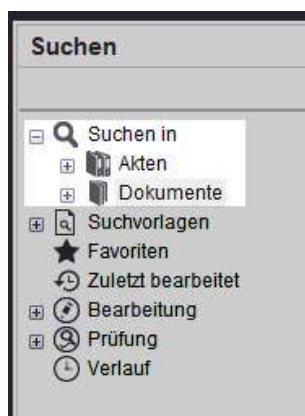 Suchen
Suchen in
Akten
Dokumente
Suchvorlagen
Favoriten
Zuletzt bearbeitet
Bearbeitung
Prüfung
Verlauf